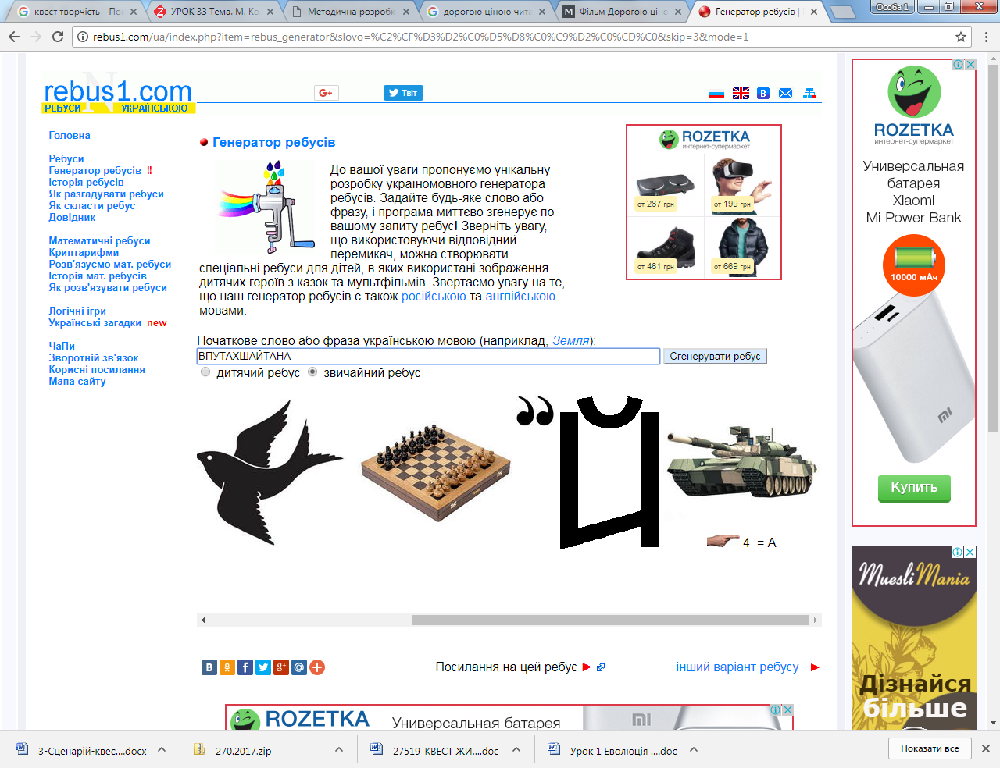 квест творчість - По
УРОК 33 Тема. М. Ко
Методична розроб
дорогою ціною чита
Фільм Дорогою ціно
Генератор ребусів |
Особа 1
rebus1.com/ua/index.php?item=rebus_generator&slovo=%C2%CF%D3%D2%C0%D5%D8%C0%C9%D2%C0%CD%C0&skip=3&mode=1
rebus1.com
РЕБУСИ УКРАЇНСЬКОЮ
G+
Твіт
Головна
Ребуси
Генератор ребусів !!
Історія ребусів
Як разгадувати ребуси
Як скласти ребус
Довідник
Математичні ребуси
Криптарифми
Розв'язуємо мат. ребуси
Історія мат. ребусів
Як розв'язувати ребуси
Логічні ігри
Українські загадки new
ЧаПи
Зворотній зв'язок
Корисні посилання
Мапа сайту
Генератор ребусів
До вашої уваги пропонуємо унікальну
розробку україномовного генератора
ребусів. Задайте будь-яке слово або
фразу, і програма миттєво згенерує по
вашому запиту ребус! Зверніть увагу,
що використовуючи відповідний
перемикач, можна створювати
спеціальні ребуси для дітей, в яких використані зображення
дитячих героїв з казок та мультфільмів. Звертаємо увагу на те,
що наш генератор ребусів є також російською та англійською
мовами.
ROZETKA
интернет-супермаркет
от 287 грн
от 199 грн
от 461 грн
от 669 грн
Початкове слово або фраза українською мовою (наприклад, Земля):
ВПУТАХШАЙТАНА
Сгенерувати ребус
дитячий ребус звичайний ребус
,, Й
4 = А
Посилання на цей ребус
інший варіант ребусу
ROZETKA
Универсальная батарея
mi
ROZETKA
интернет-супермаркет
Универсальная
батарея
Xiaomi
Mi Power Bank
10000 мАч
mi
Купить
MuesliMania
Дізнайся
більше
3-Сценарій-квес....docx
270.2017.zip
27519_КВЕСТ ЖИ....doc
Урок 1 Еволюція ....doc
Показати все